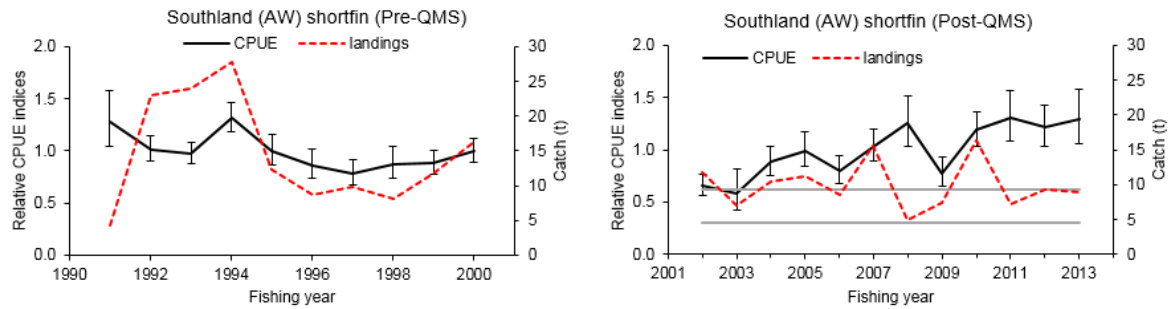 Southland (AW) shortfin (Pre-QMS)
CPUE landings
2.0
1.5
1.0
0.5
0.0
Relative CPUE indices
30
25
20
15
10
5
0
Catch (t)
1990 1992 1994 1996 1998 2000
Fishing year
Southland (AW) shortfin (Post-QMS)
CPUE landings
2.0
1.5
1.0
0.5
0.0
Relative CPUE indices
30
25
20
15
10
5
0
Catch (t)
2001 2003 2005 2007 2009 2011 2013
Fishing year